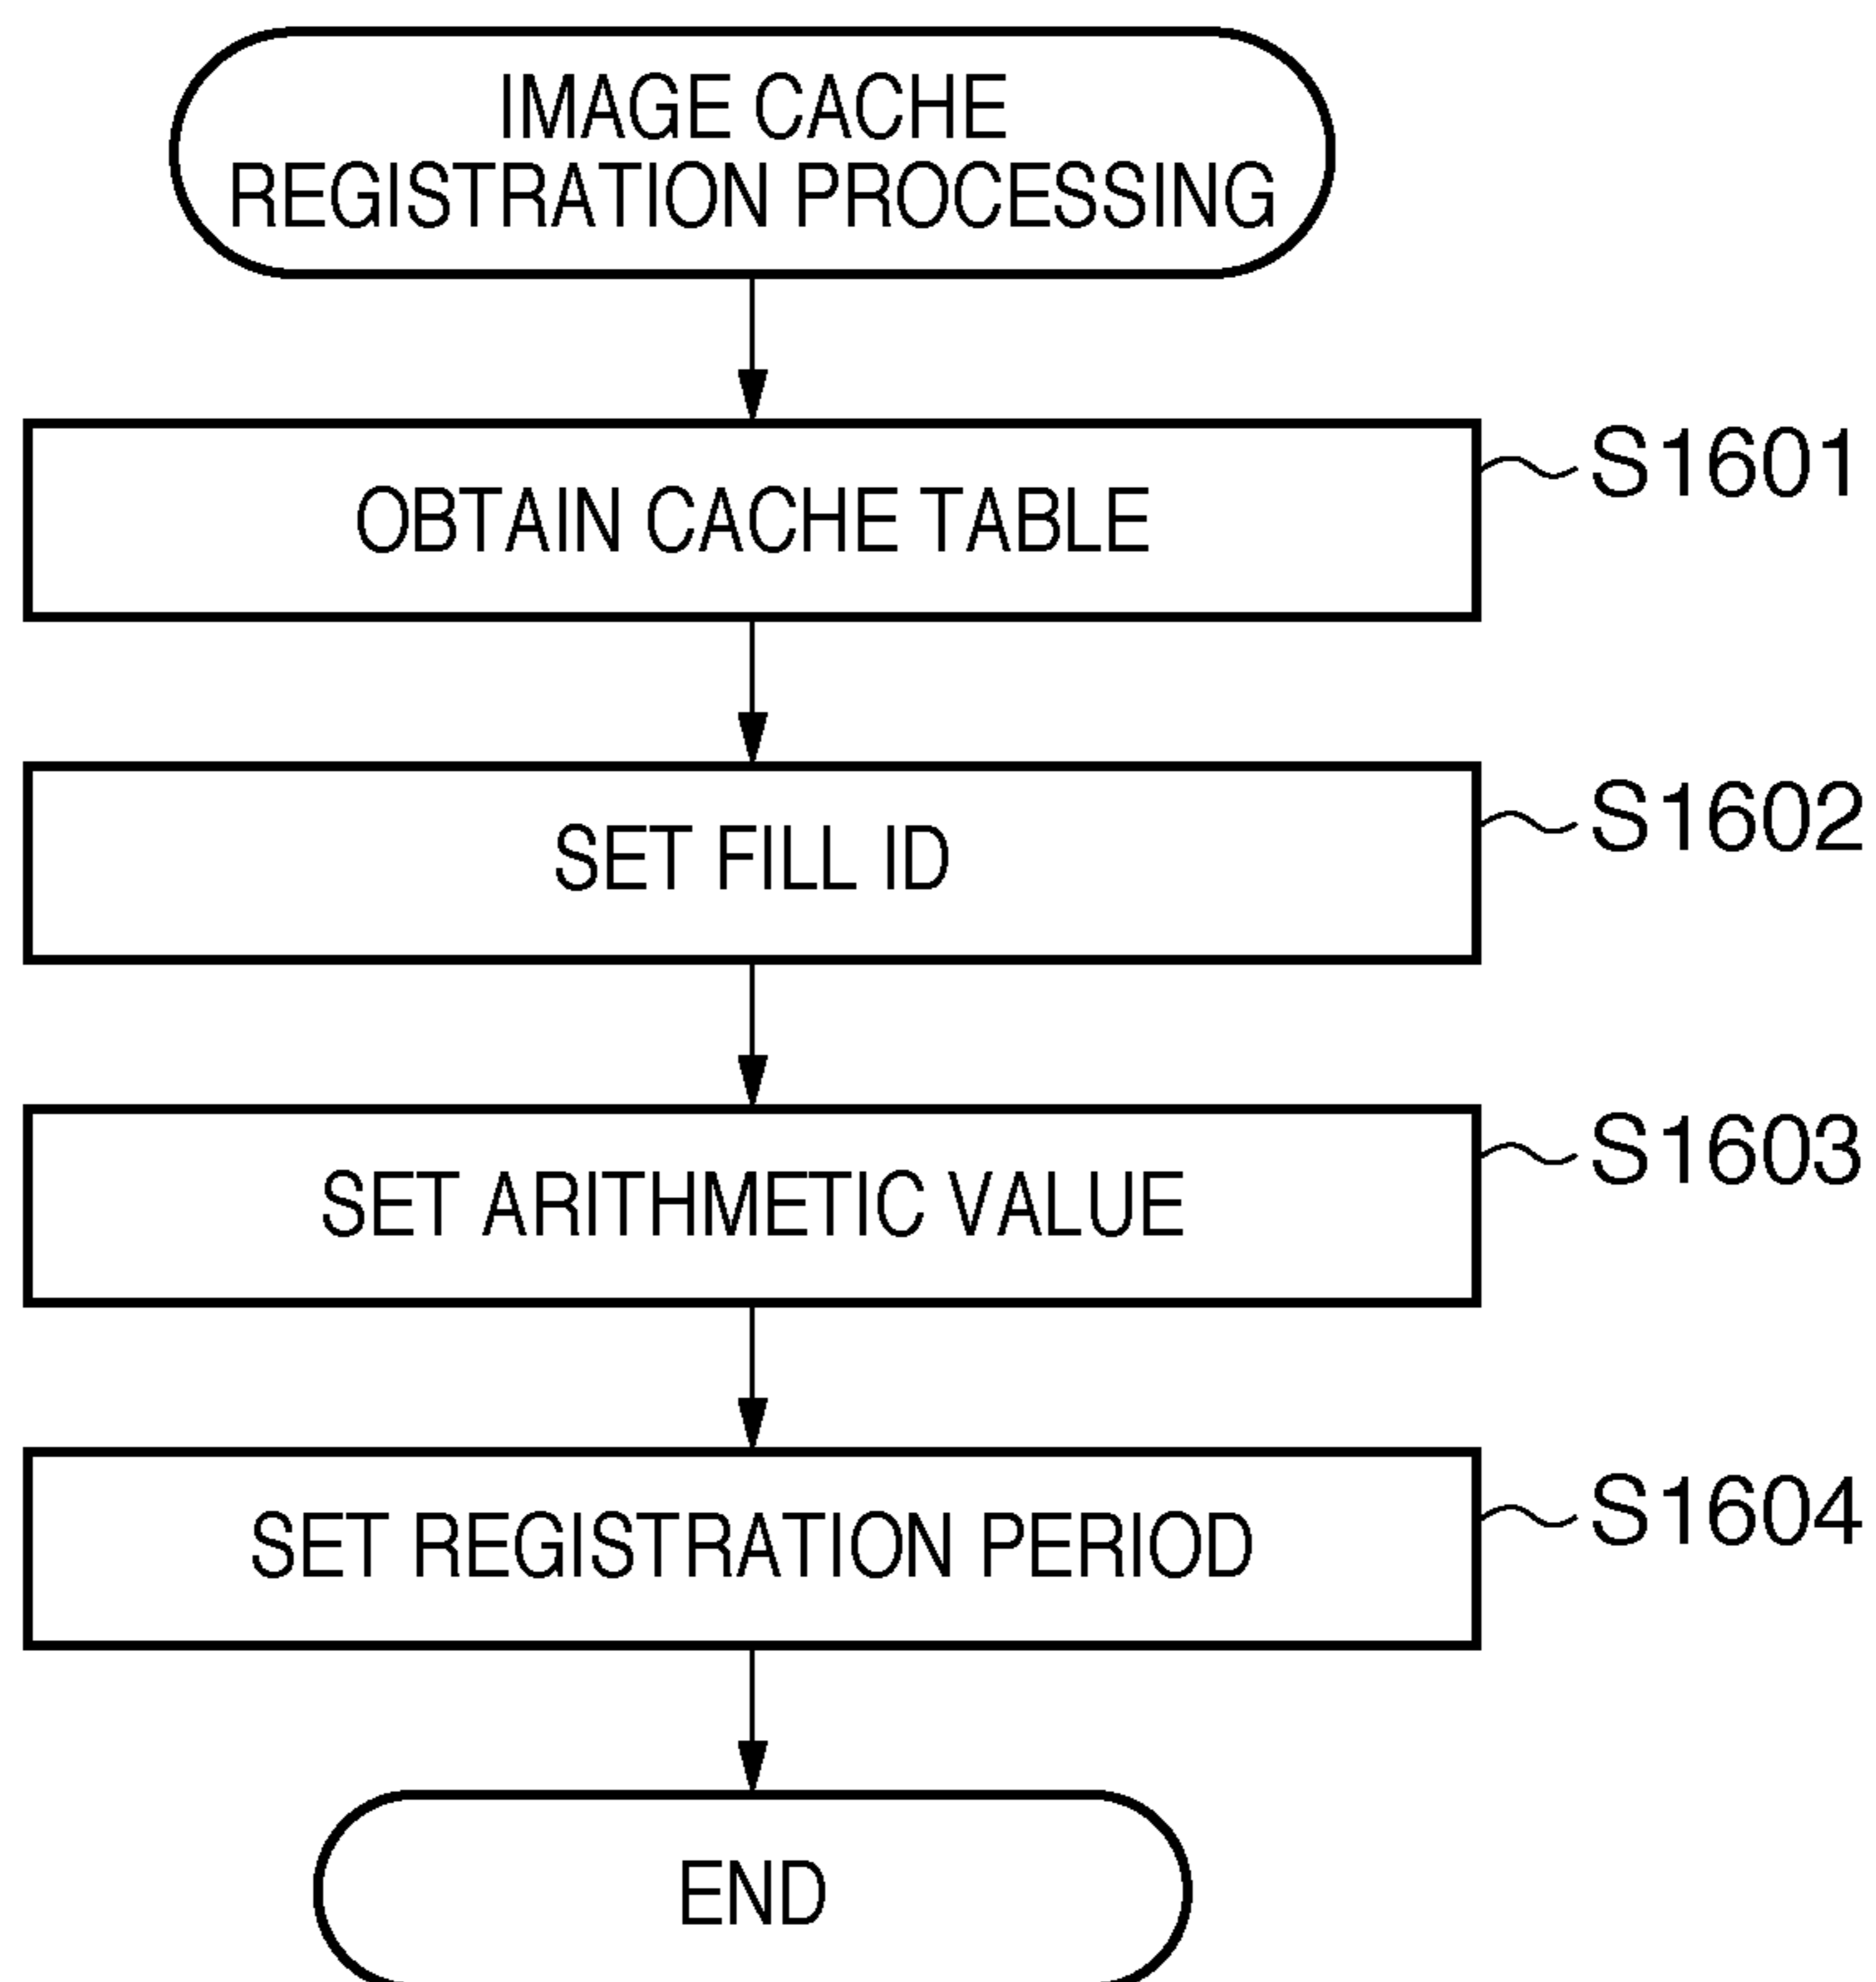 IMAGE CACHE
REGISTRATION PROCESSING
OBTAIN CACHE TABLE
S1601
SET FILL ID
S1602
SET ARITHMETIC VALUE
S1603
SET REGISTRATION PERIOD
S1604
END